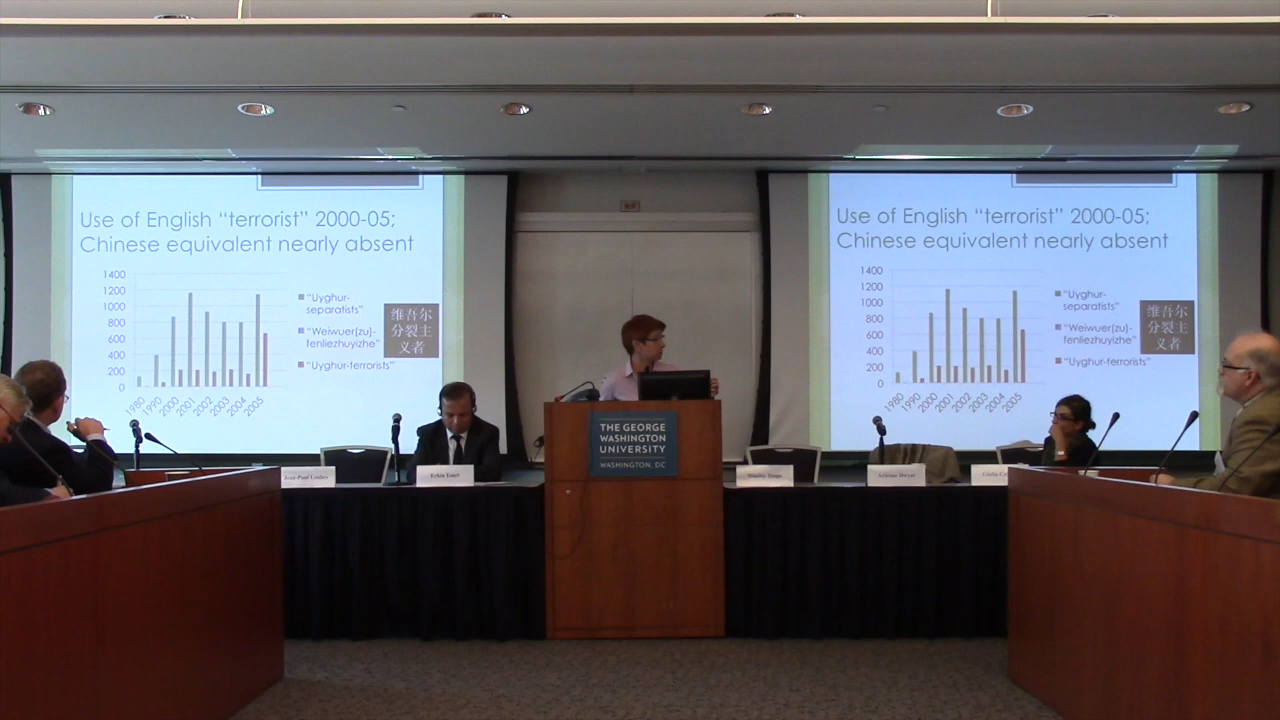 Use of English "terrorist" 2000-05;
Chinese equivalent nearly absent
1400
1200
1000
800
600
400
200
0
1980
1990
2000
2001
2002
2003
2004
2005
"Uyghur-
separatists"
"Weiwuer(zu)-
fenliezhuyizhe"
"Uyghur-terrorists"
维吾尔
分裂主
义者
Use of English "terrorist" 2000-05;
Chinese equivalent nearly absent
1400
1200
1000
800
600
400
200
0
1980
1990
2000
2001
2002
2003
2004
2005
"Uyghur-
separatists"
"Weiwuer(zu)-
fenliezhuyizhe"
"Uyghur-terrorists"
维吾尔
分裂主
义者
THE GEORGE
WASHINGTON
UNIVERSITY
WASHINGTON, DC
Erkin Emet
Arienne Dwyer